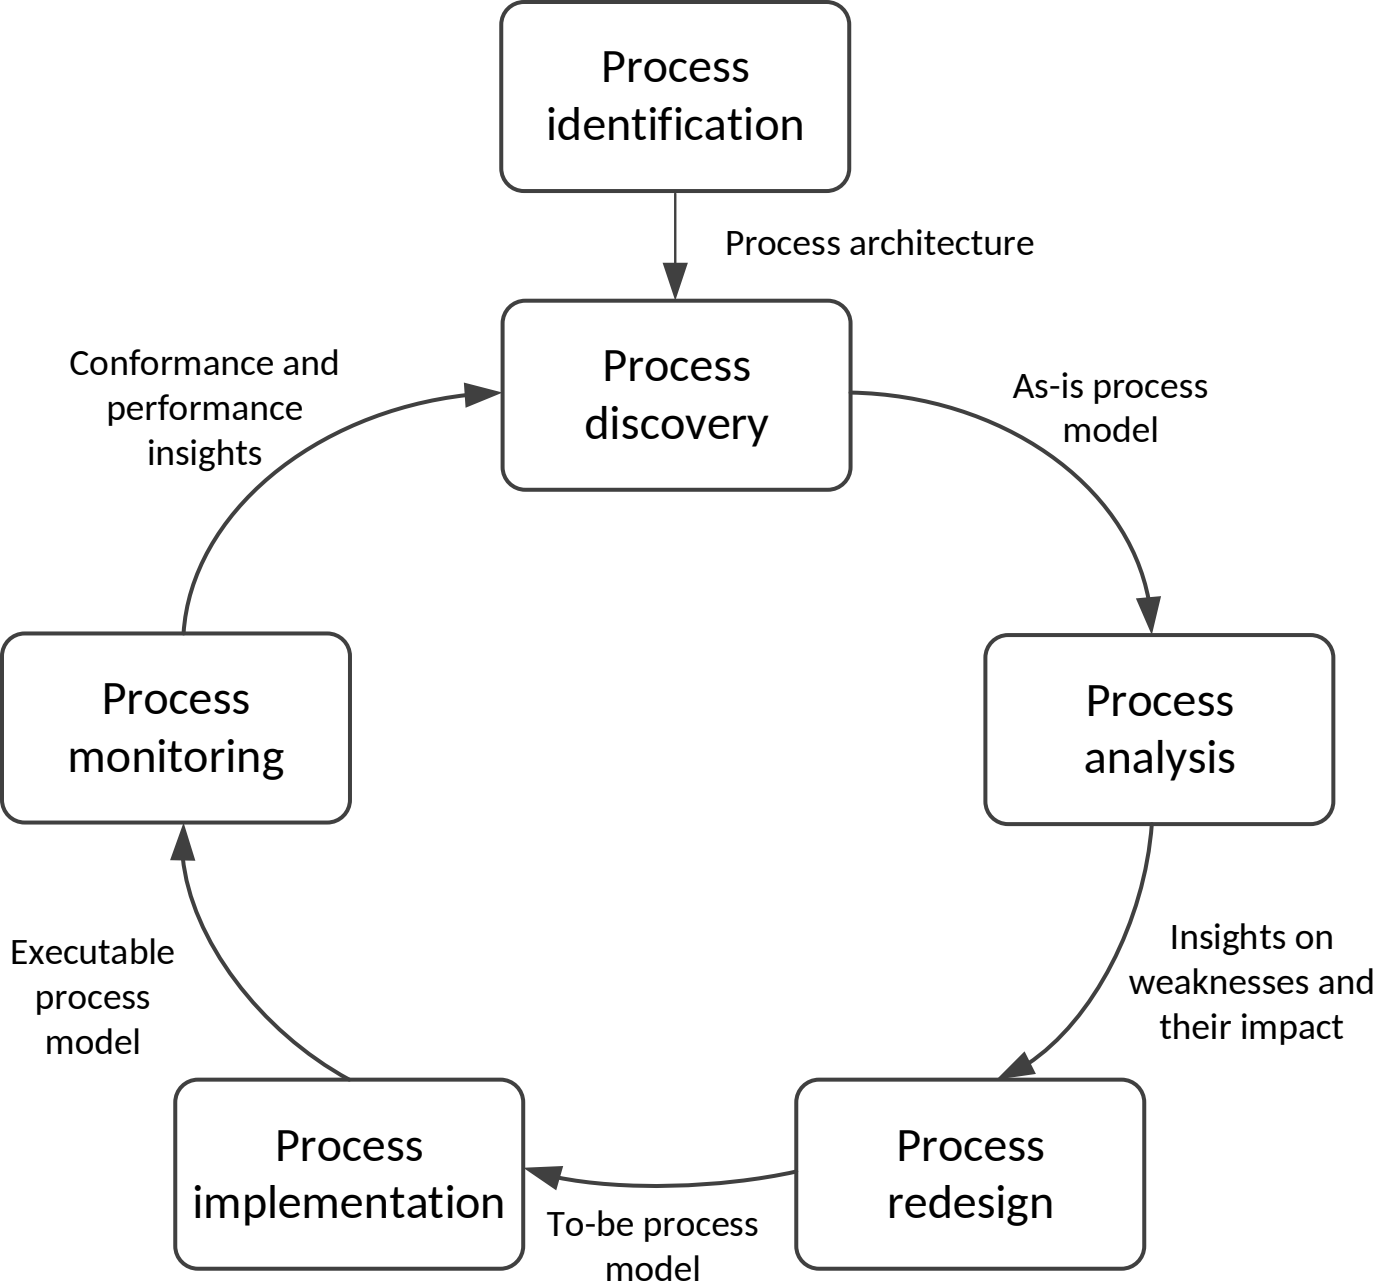 Process
identification
Process architecture
Process
discovery
As-is process
model
Process
analysis
Insights on
weaknesses and
their impact
Process
redesign
To-be process
model
Process
implementation
Executable
process
model
Process
monitoring
Conformance and
performance
insights